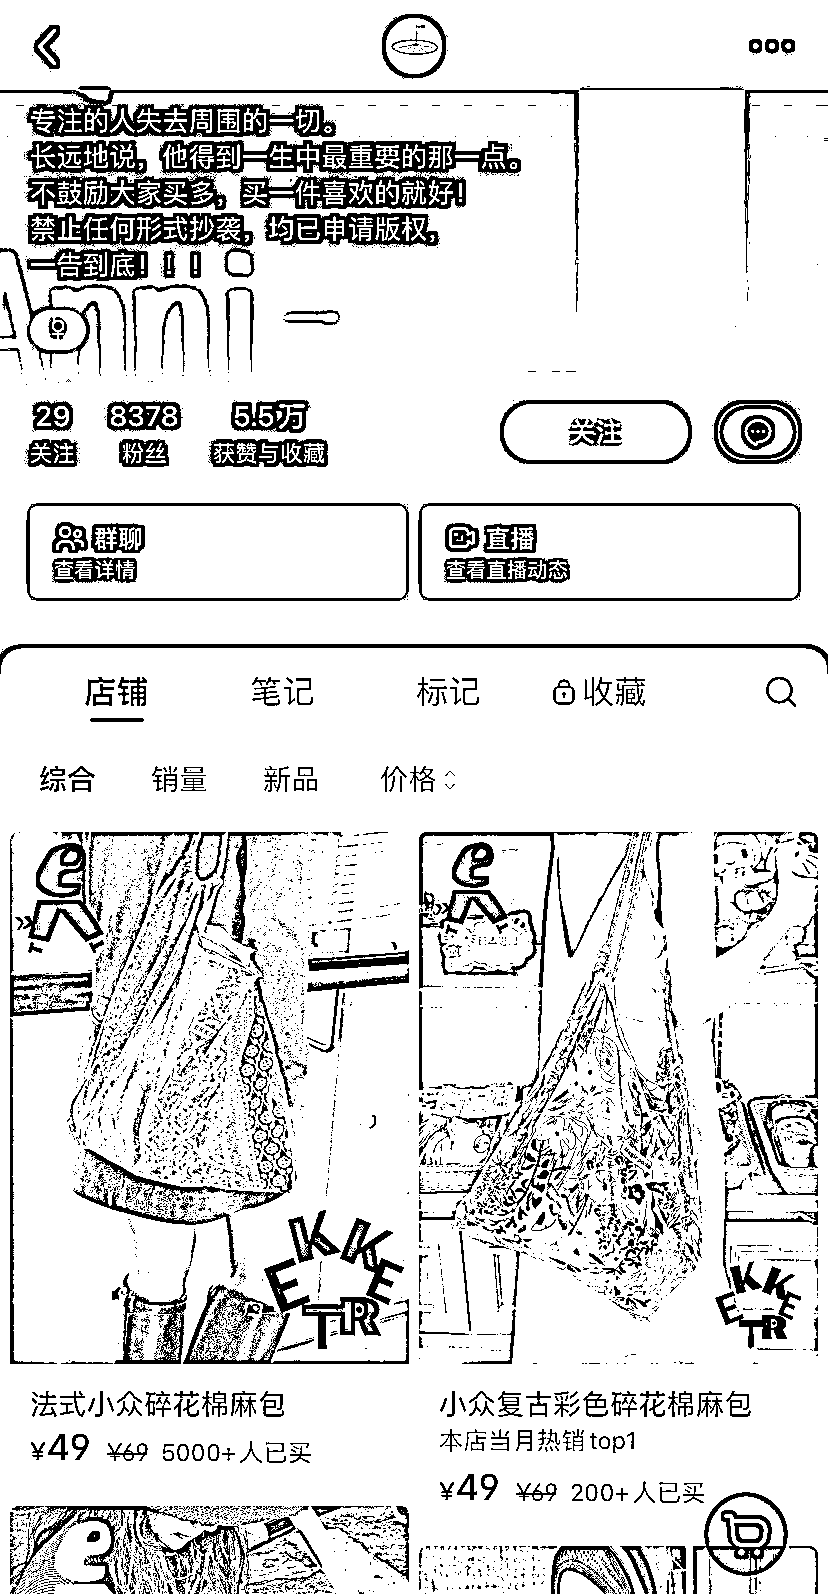 专注的人失去周围的一切。
长远地说，他得到一生中最重要的那一点。
不鼓励大家买多，买一件喜欢的就好！
禁止任何形式抄袭，均已申请版权，
一告到底！！！
Anni
29 8378 5.5万
关注 粉丝 获赞与收藏
关注
群聊 直播
查看详情 查看直播动态
店铺 笔记 标记 收藏
综合 销量 新品 价格
e
e
KKETR
KKETR
法式小众碎花棉麻包
¥49 ¥69 5000+人已买
小众复古彩色碎花棉麻包
本店当月热销top1
¥49 ¥69 200+人已买
e